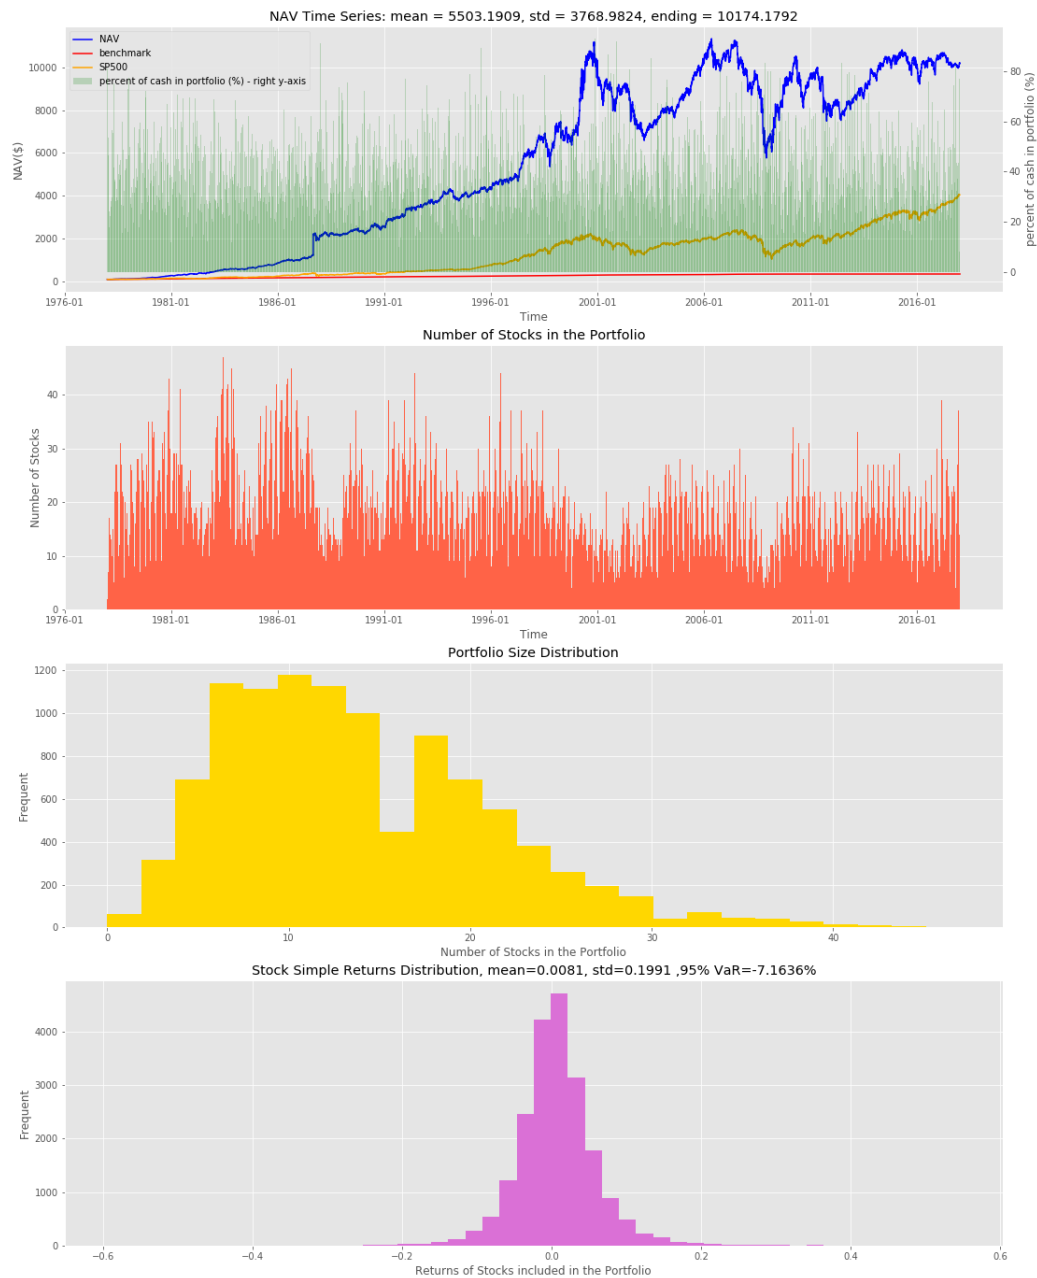 NAV Time Series: mean = 5503.1909, std = 3768.9824, ending = 10174.1792
NAV
benchmark
SP500
percent of cash in portfolio (%) - right y-axis
NAV($)
10000
8000
6000
4000
2000
0
percent of cash in portfolio (%)
80
60
40
20
0
1976-01 1981-01 1986-01 1991-01 1996-01 2001-01 2006-01 2011-01 2016-01
Time
Number of Stocks in the Portfolio
Number of Stocks
40
30
20
10
0
1976-01 1981-01 1986-01 1991-01 1996-01 2001-01 2006-01 2011-01 2016-01
Time
Portfolio Size Distribution
Frequent
1200
1000
800
600
400
200
0
0 10 20 30 40
Number of Stocks in the Portfolio
Stock Simple Returns Distribution, mean=0.0081, std=0.1991 ,95% VaR=-7.1636%
Frequent
4000
3000
2000
1000
0
−0.6 −0.4 −0.2 0.0 0.2 0.4 0.6
Returns of Stocks included in the Portfolio